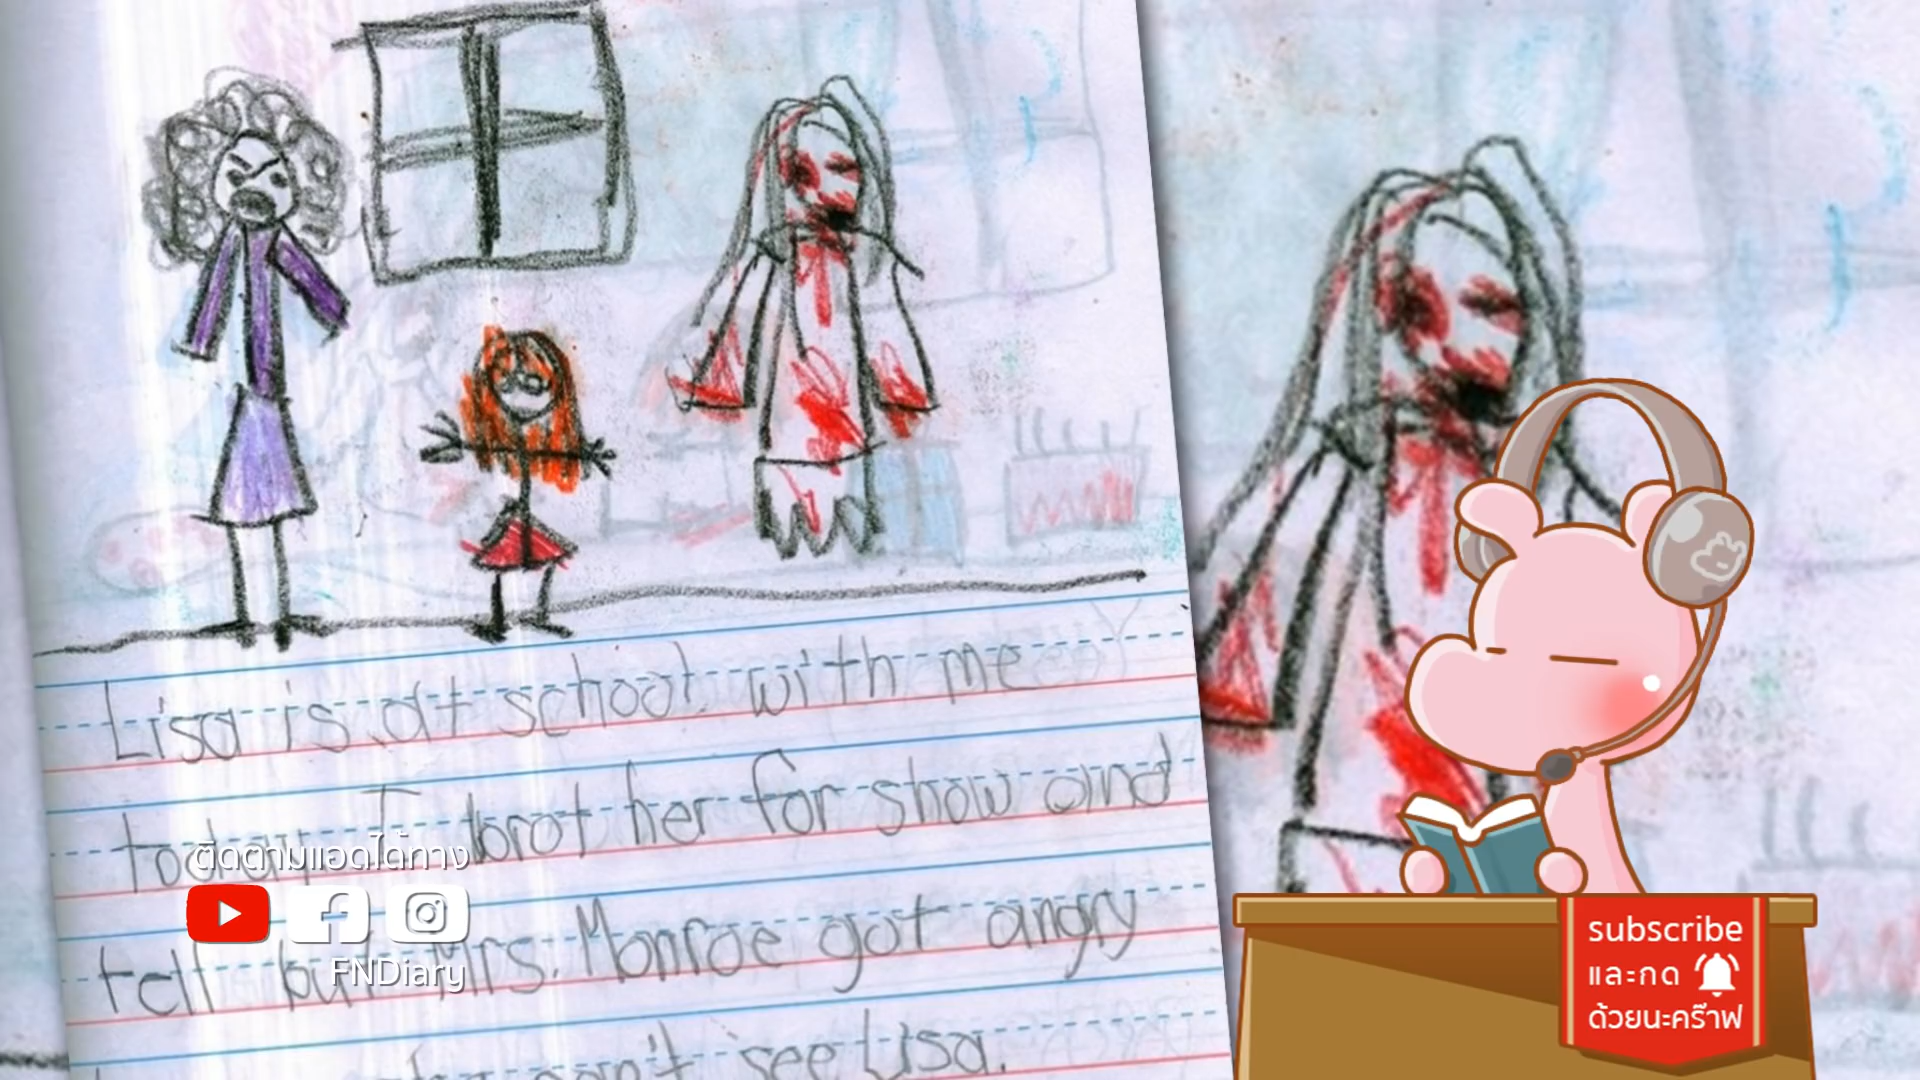 Lisa is at school with me
today I brot her for show and
tell but Mrs. Monroe got angry
can't see Lisa.
ติดตามแอดได้ทาง
FNDiary
subscribe
และกด
ด้วยนะคร๊าฟ